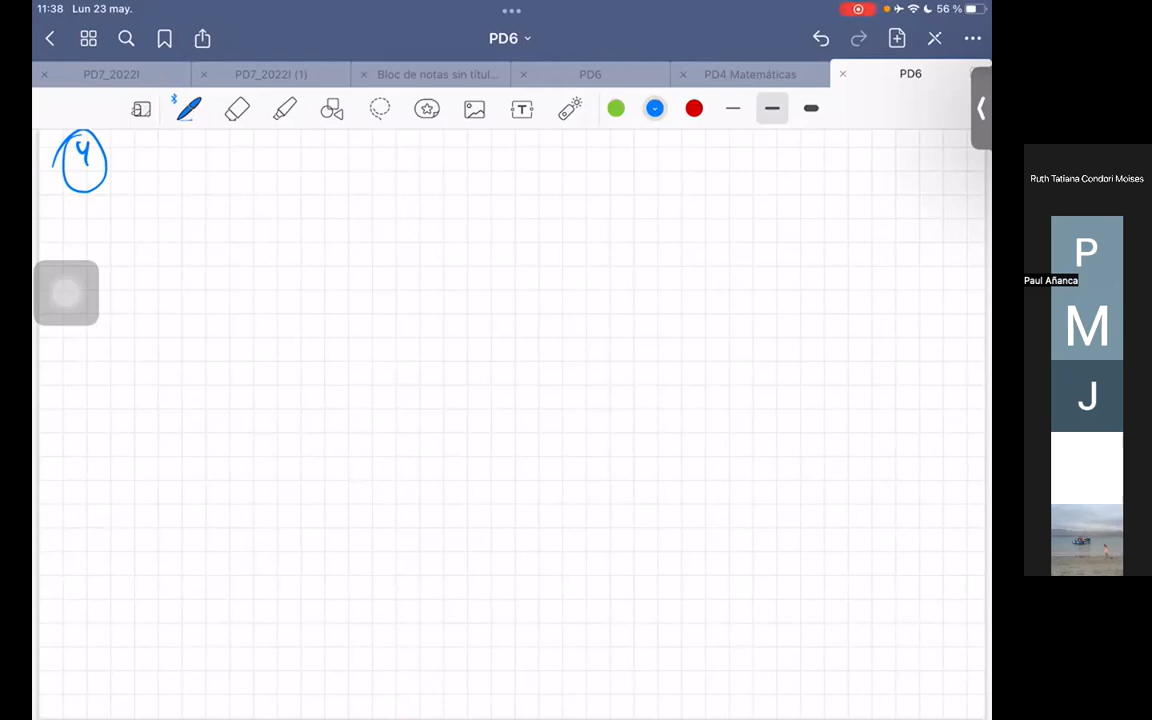 11:38 Lun 23 may.
56 %
PD6
PD7_2022I
PD7_2022I (1)
Bloc de notas sin títul...
PD6
PD4 Matemáticas
PD6
T
4
Ruth Tatiana Condori Moises
P
Paul Añanca
M
J